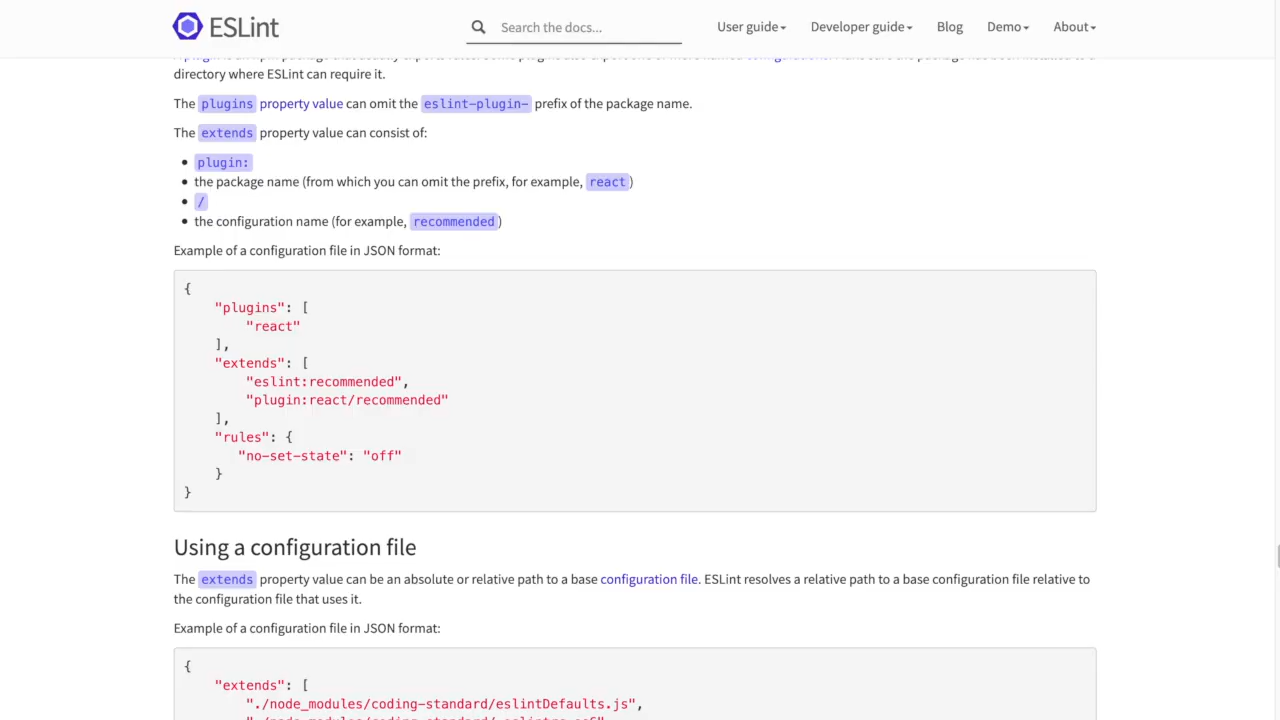 ESLint
Search the docs...
User guide
Developer guide
Blog
Demo
About
directory where ESLint can require it.
The plugins property value can omit the eslint-plugin- prefix of the package name.
The extends property value can consist of:
plugin:
the package name (from which you can omit the prefix, for example, react)
/
the configuration name (for example, recommended)
Example of a configuration file in JSON format:
{
"plugins": [
"react"
],
"extends": [
"eslint:recommended",
"plugin:react/recommended"
],
"rules": {
"no-set-state": "off"
}
}
Using a configuration file
The extends property value can be an absolute or relative path to a base configuration file. ESLint resolves a relative path to a base configuration file relative to
the configuration file that uses it.
Example of a configuration file in JSON format:
{
"extends": [
"./node_modules/coding-standard/eslintDefaults.js",